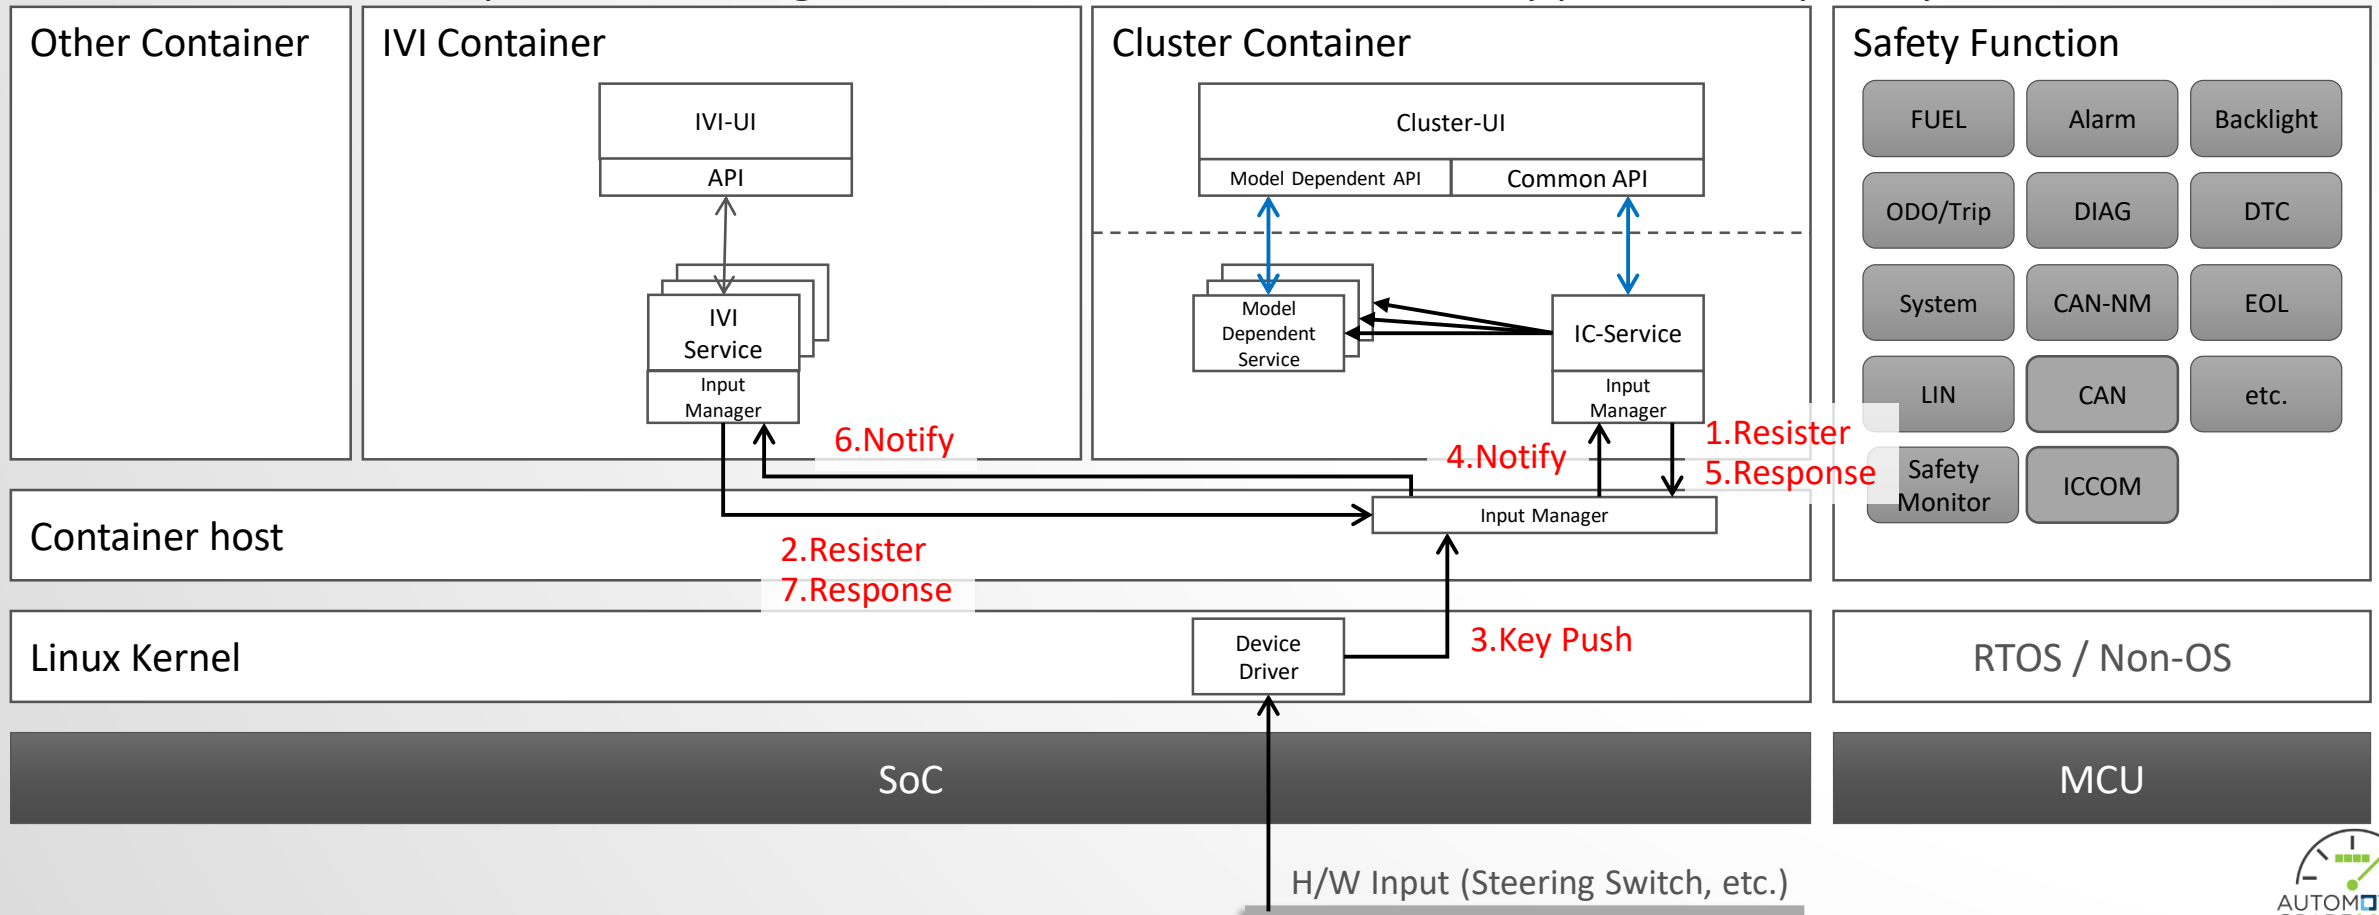 Other Container
IVI Container
Cluster Container
Safety Function
IVI-UI
API
IVI
Service
Input
Manager
Cluster-UI
Model Dependent API
Common API
Model
Dependent
Service
IC-Service
Input
Manager
FUEL
Alarm
Backlight
ODO/Trip
DIAG
DTC
System
CAN-NM
EOL
LIN
CAN
etc.
Safety
Monitor
ICCOM
6.Notify
4.Notify
1.Resister
5.Response
Container host
Input Manager
2.Resister
7.Response
Linux Kernel
Device
Driver
3.Key Push
RTOS / Non-OS
SoC
MCU
H/W Input (Steering Switch, etc.)